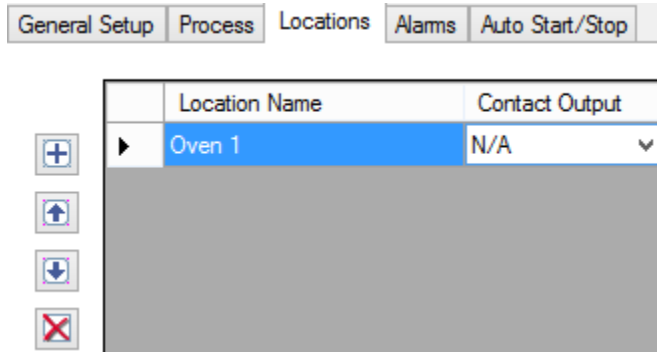 General Setup Process Locations Alarms Auto Start/Stop
Location Name Contact Output
Oven 1 N/A